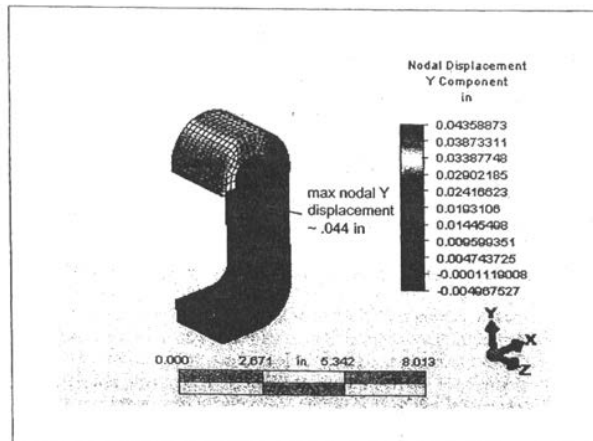 Nodal Displacement
Y Component
in
0.04358873
0.03873311
0.03387748
0.02902185
0.02416623
0.0193106
0.01445498
0.009599351
0.004743725
-0.0001119008
-0.004967527
max nodal Y
displacement
~ .044 in
0.000 2.671 in. 5.342 8.013
Y
X
Z